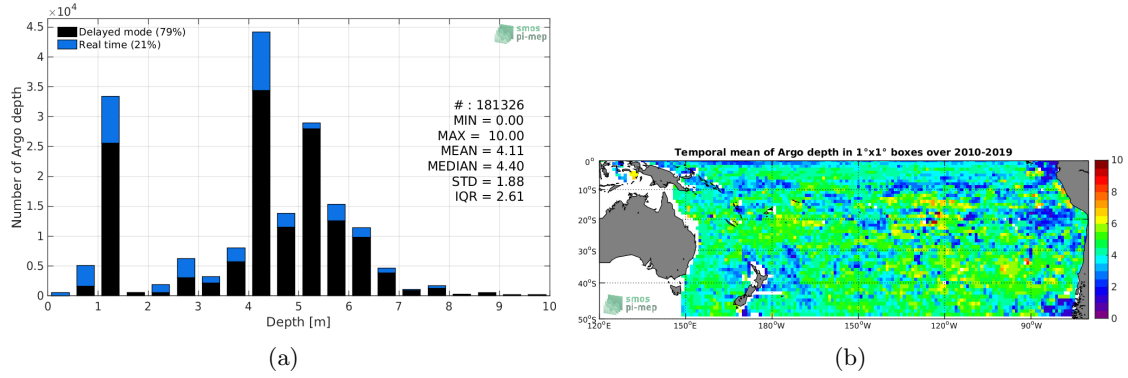 ×10⁴
Delayed mode (79%)
Real time (21%)
smos
pi-mep
4.5
4
3.5
3
2.5
2
1.5
1
0.5
0
Number of Argo depth
# : 181326
MIN = 0.00
MAX = 10.00
MEAN = 4.11
MEDIAN = 4.40
STD = 1.88
IQR = 2.61
0 1 2 3 4 5 6 7 8 9 10
Depth [m]
(a)
Temporal mean of Argo depth in 1°x1° boxes over 2010-2019
0°
10°S
20°S
30°S
40°S
50°S
120°E 150°E 180°W 150°W 120°W 90°W
smos
pi-mep
10
8
6
4
2
0
(b)